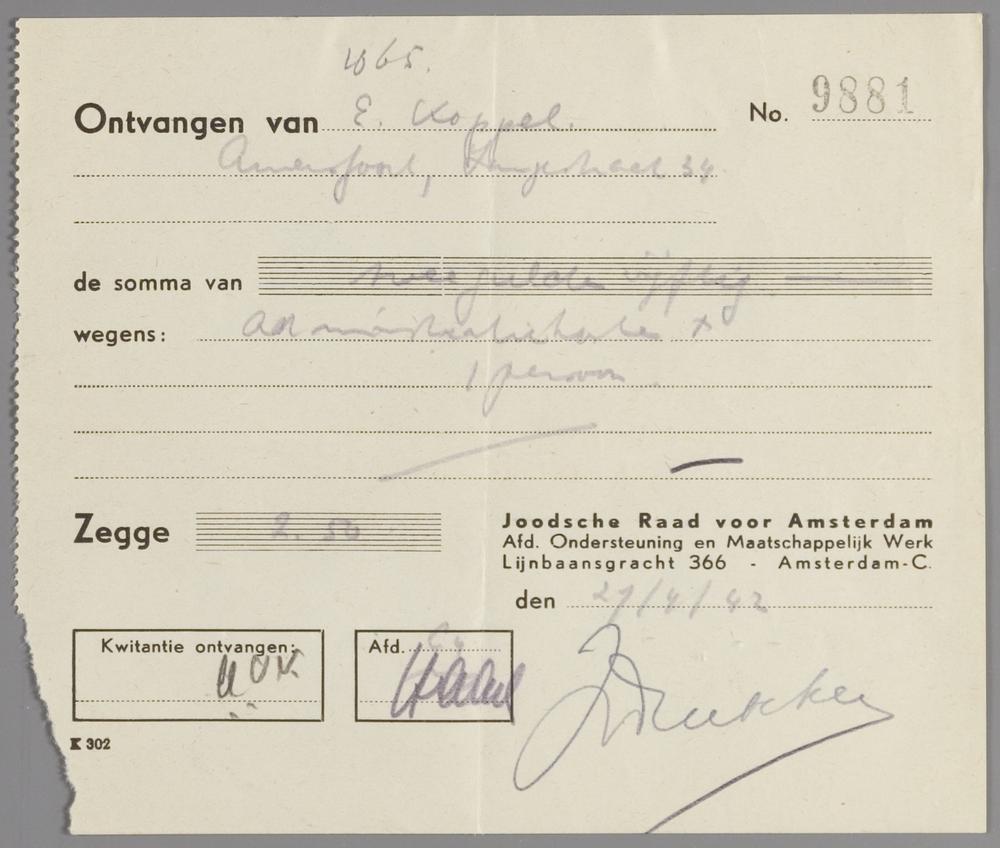 1065.
Ontvangen van E. Koppel. No. 9881
Amersfoort, Langestraat 34
de somma van twee gulden vijftig
wegens: administratiekosten x
1 persoon.
Zegge 2.50
Joodsche Raad voor Amsterdam
Afd. Ondersteuning en Maatschappelijk Werk
Lijnbaansgracht 366 - Amsterdam-C.
den 27/4/42
Kwitantie ontvangen:
Afd.
K 302